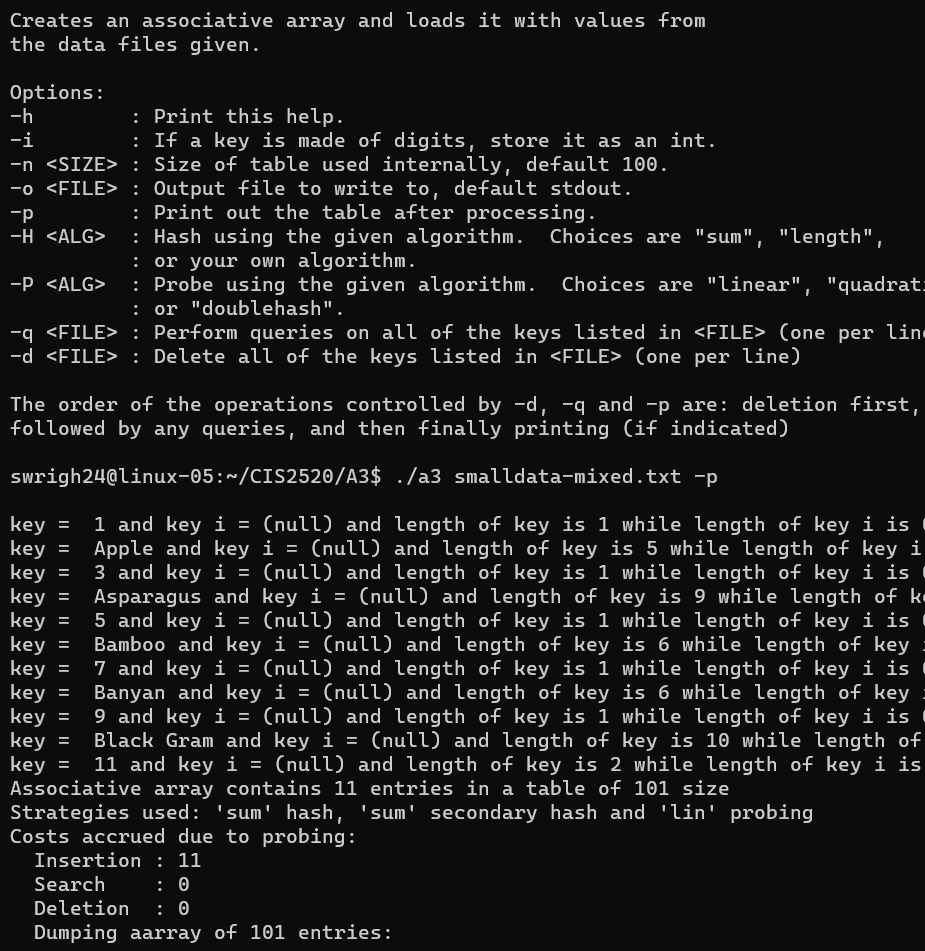 Creates an associative array and loads it with values from
the data files given.
Options:
-h        : Print this help.
-i        : If a key is made of digits, store it as an int.
-n <SIZE> : Size of table used internally, default 100.
-o <FILE> : Output file to write to, default stdout.
-p        : Print out the table after processing.
-H <ALG>  : Hash using the given algorithm.  Choices are "sum", "length",
          : or your own algorithm.
-P <ALG>  : Probe using the given algorithm.  Choices are "linear", "quadrati
          : or "doublehash".
-q <FILE> : Perform queries on all of the keys listed in <FILE> (one per line
-d <FILE> : Delete all of the keys listed in <FILE> (one per line)
The order of the operations controlled by -d, -q and -p are: deletion first,
followed by any queries, and then finally printing (if indicated)
swrigh24@linux-05:~/CIS2520/A3$ ./a3 smalldata-mixed.txt -p
key =  1 and key i = (null) and length of key is 1 while length of key i is 0
key =  Apple and key i = (null) and length of key is 5 while length of key i
key =  3 and key i = (null) and length of key is 1 while length of key i is 0
key =  Asparagus and key i = (null) and length of key is 9 while length of ke
key =  5 and key i = (null) and length of key is 1 while length of key i is 0
key =  Bamboo and key i = (null) and length of key is 6 while length of key i
key =  7 and key i = (null) and length of key is 1 while length of key i is 0
key =  Banyan and key i = (null) and length of key is 6 while length of key i
key =  9 and key i = (null) and length of key is 1 while length of key i is 0
key =  Black Gram and key i = (null) and length of key is 10 while length of
key =  11 and key i = (null) and length of key is 2 while length of key i is
Associative array contains 11 entries in a table of 101 size
Strategies used: 'sum' hash, 'sum' secondary hash and 'lin' probing
Costs accrued due to probing:
  Insertion : 11
  Search    : 0
  Deletion  : 0
  Dumping aarray of 101 entries: